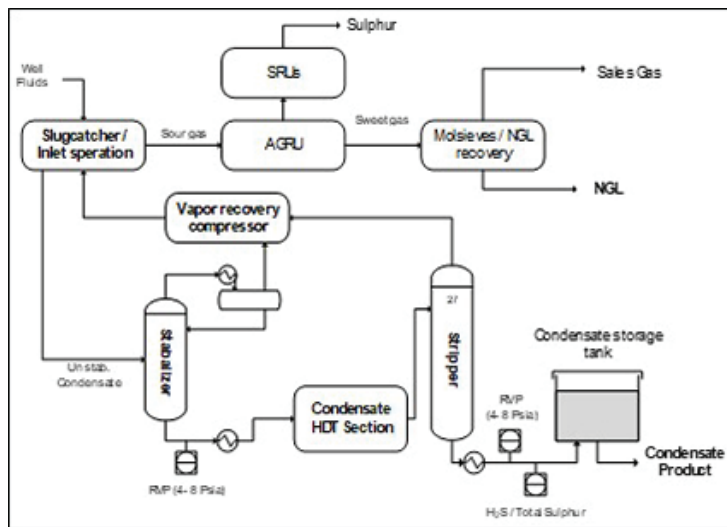 Sulphur
Well
Fluids
SRUs
Sales Gas
Slugcatcher/
Inlet speration
Sour gas
AGRU
Sweet gas
Molsieves / NGL
recovery
NGL
Vapor recovery
compressor
2/
Stabalizer
Stripper
Condensate storage
tank
Unstab.
Condensate
Condensate
HDT Section
RVP
(4- 8 Psia)
RVP (4- 8 Psia)
Condensate
Product
H₂S / Total Sulphur